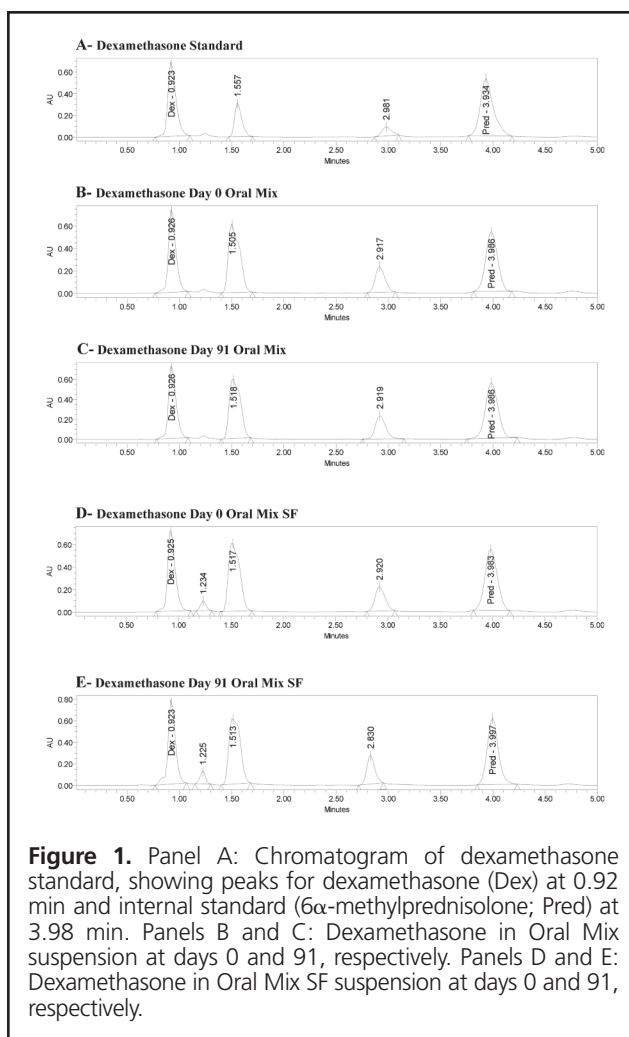 A- Dexamethasone Standard
0.60
0.40
0.20
0.00
AU
Dex - 0.923
1.557
2.981
Pred - 3.934
0.50 1.00 1.50 2.00 2.50 3.00 3.50 4.00 4.50 5.00
Minutes
B- Dexamethasone Day 0 Oral Mix
0.60
0.40
0.20
0.00
AU
Dex - 0.926
1.505
2.917
Pred - 3.986
0.50 1.00 1.50 2.00 2.50 3.00 3.50 4.00 4.50 5.00
Minutes
C- Dexamethasone Day 91 Oral Mix
0.60
0.40
0.20
0.00
AU
Dex - 0.926
1.518
2.919
Pred - 3.986
0.50 1.00 1.50 2.00 2.50 3.00 3.50 4.00 4.50 5.00
Minutes
D- Dexamethasone Day 0 Oral Mix SF
0.60
0.40
0.20
0.00
AU
Dex - 0.925
1.234
1.517
2.920
Pred - 3.983
0.50 1.00 1.50 2.00 2.50 3.00 3.50 4.00 4.50 5.00
Minutes
E- Dexamethasone Day 91 Oral Mix SF
0.80
0.60
0.40
0.20
0.00
AU
Dex - 0.923
1.225
1.513
2.830
Pred - 3.997
0.50 1.00 1.50 2.00 2.50 3.00 3.50 4.00 4.50 5.00
Minutes
Figure 1. Panel A: Chromatogram of dexamethasone
standard, showing peaks for dexamethasone (Dex) at 0.92
min and internal standard (6α-methylprednisolone; Pred) at
3.98 min. Panels B and C: Dexamethasone in Oral Mix
suspension at days 0 and 91, respectively. Panels D and E:
Dexamethasone in Oral Mix SF suspension at days 0 and 91,
respectively.